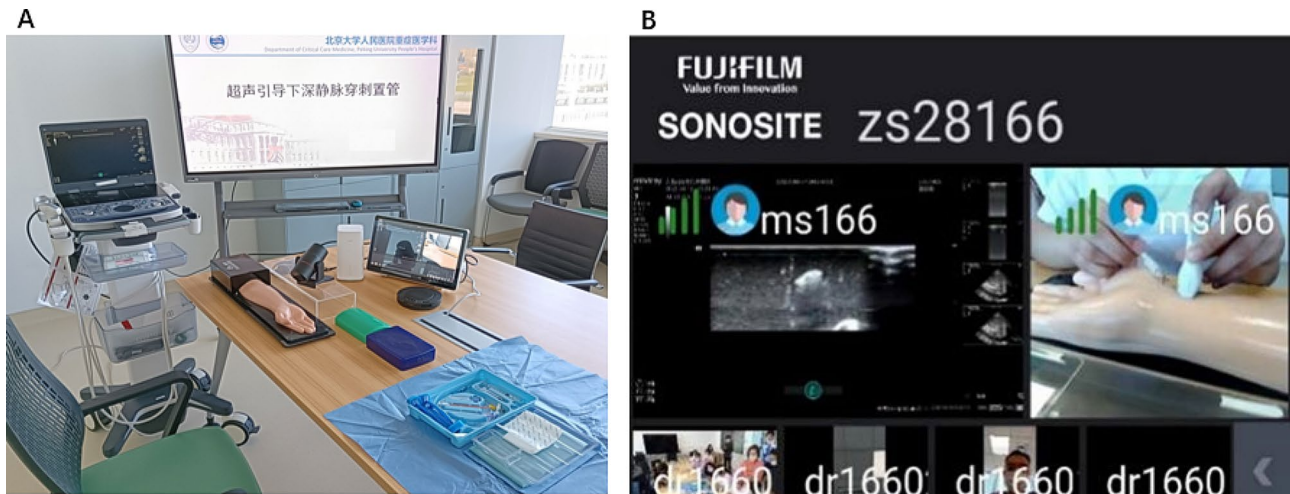 A
北京大学人民医院重症医学科
Department of Critical Care Medicine, Peking University People's Hospital
超声引导下深静脉穿刺置管
B
FUJIFILM
Value from Innovation
SONOSITE zs28166
ms166
ms166
dr1660
dr1660
dr1660
dr1660